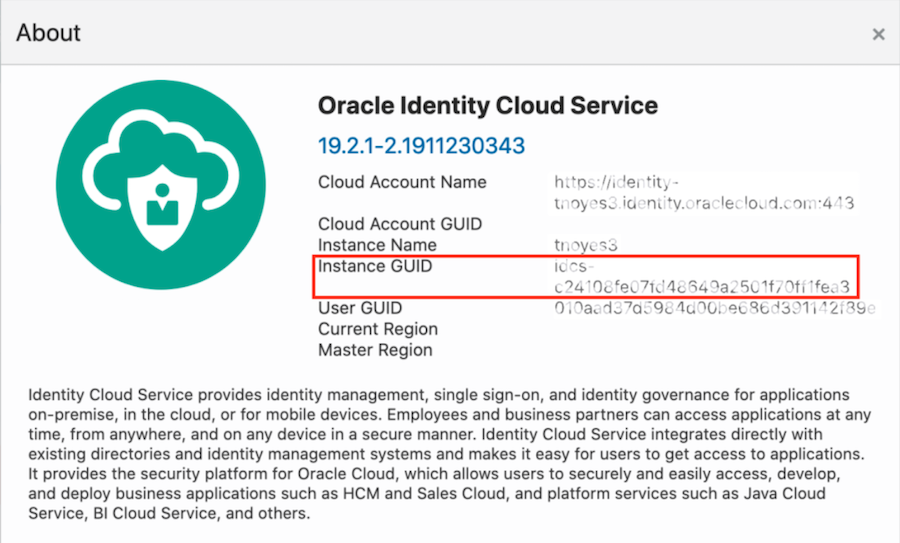 About
×
Oracle Identity Cloud Service
19.2.1-2.1911230343
Cloud Account Name https://identity-
tnoyes3.identity.oraclecloud.com:443
Cloud Account GUID
Instance Name tnoyes3
Instance GUID idcs-
c24108fe07fd48649a2501f70ff1fea3
User GUID 010aad37d5984d00be686d391142f89e
Current Region
Master Region
Identity Cloud Service provides identity management, single sign-on, and identity governance for applications
on-premise, in the cloud, or for mobile devices. Employees and business partners can access applications at any
time, from anywhere, and on any device in a secure manner. Identity Cloud Service integrates directly with
existing directories and identity management systems and makes it easy for users to get access to applications.
It provides the security platform for Oracle Cloud, which allows users to securely and easily access, develop,
and deploy business applications such as HCM and Sales Cloud, and platform services such as Java Cloud
Service, BI Cloud Service, and others.